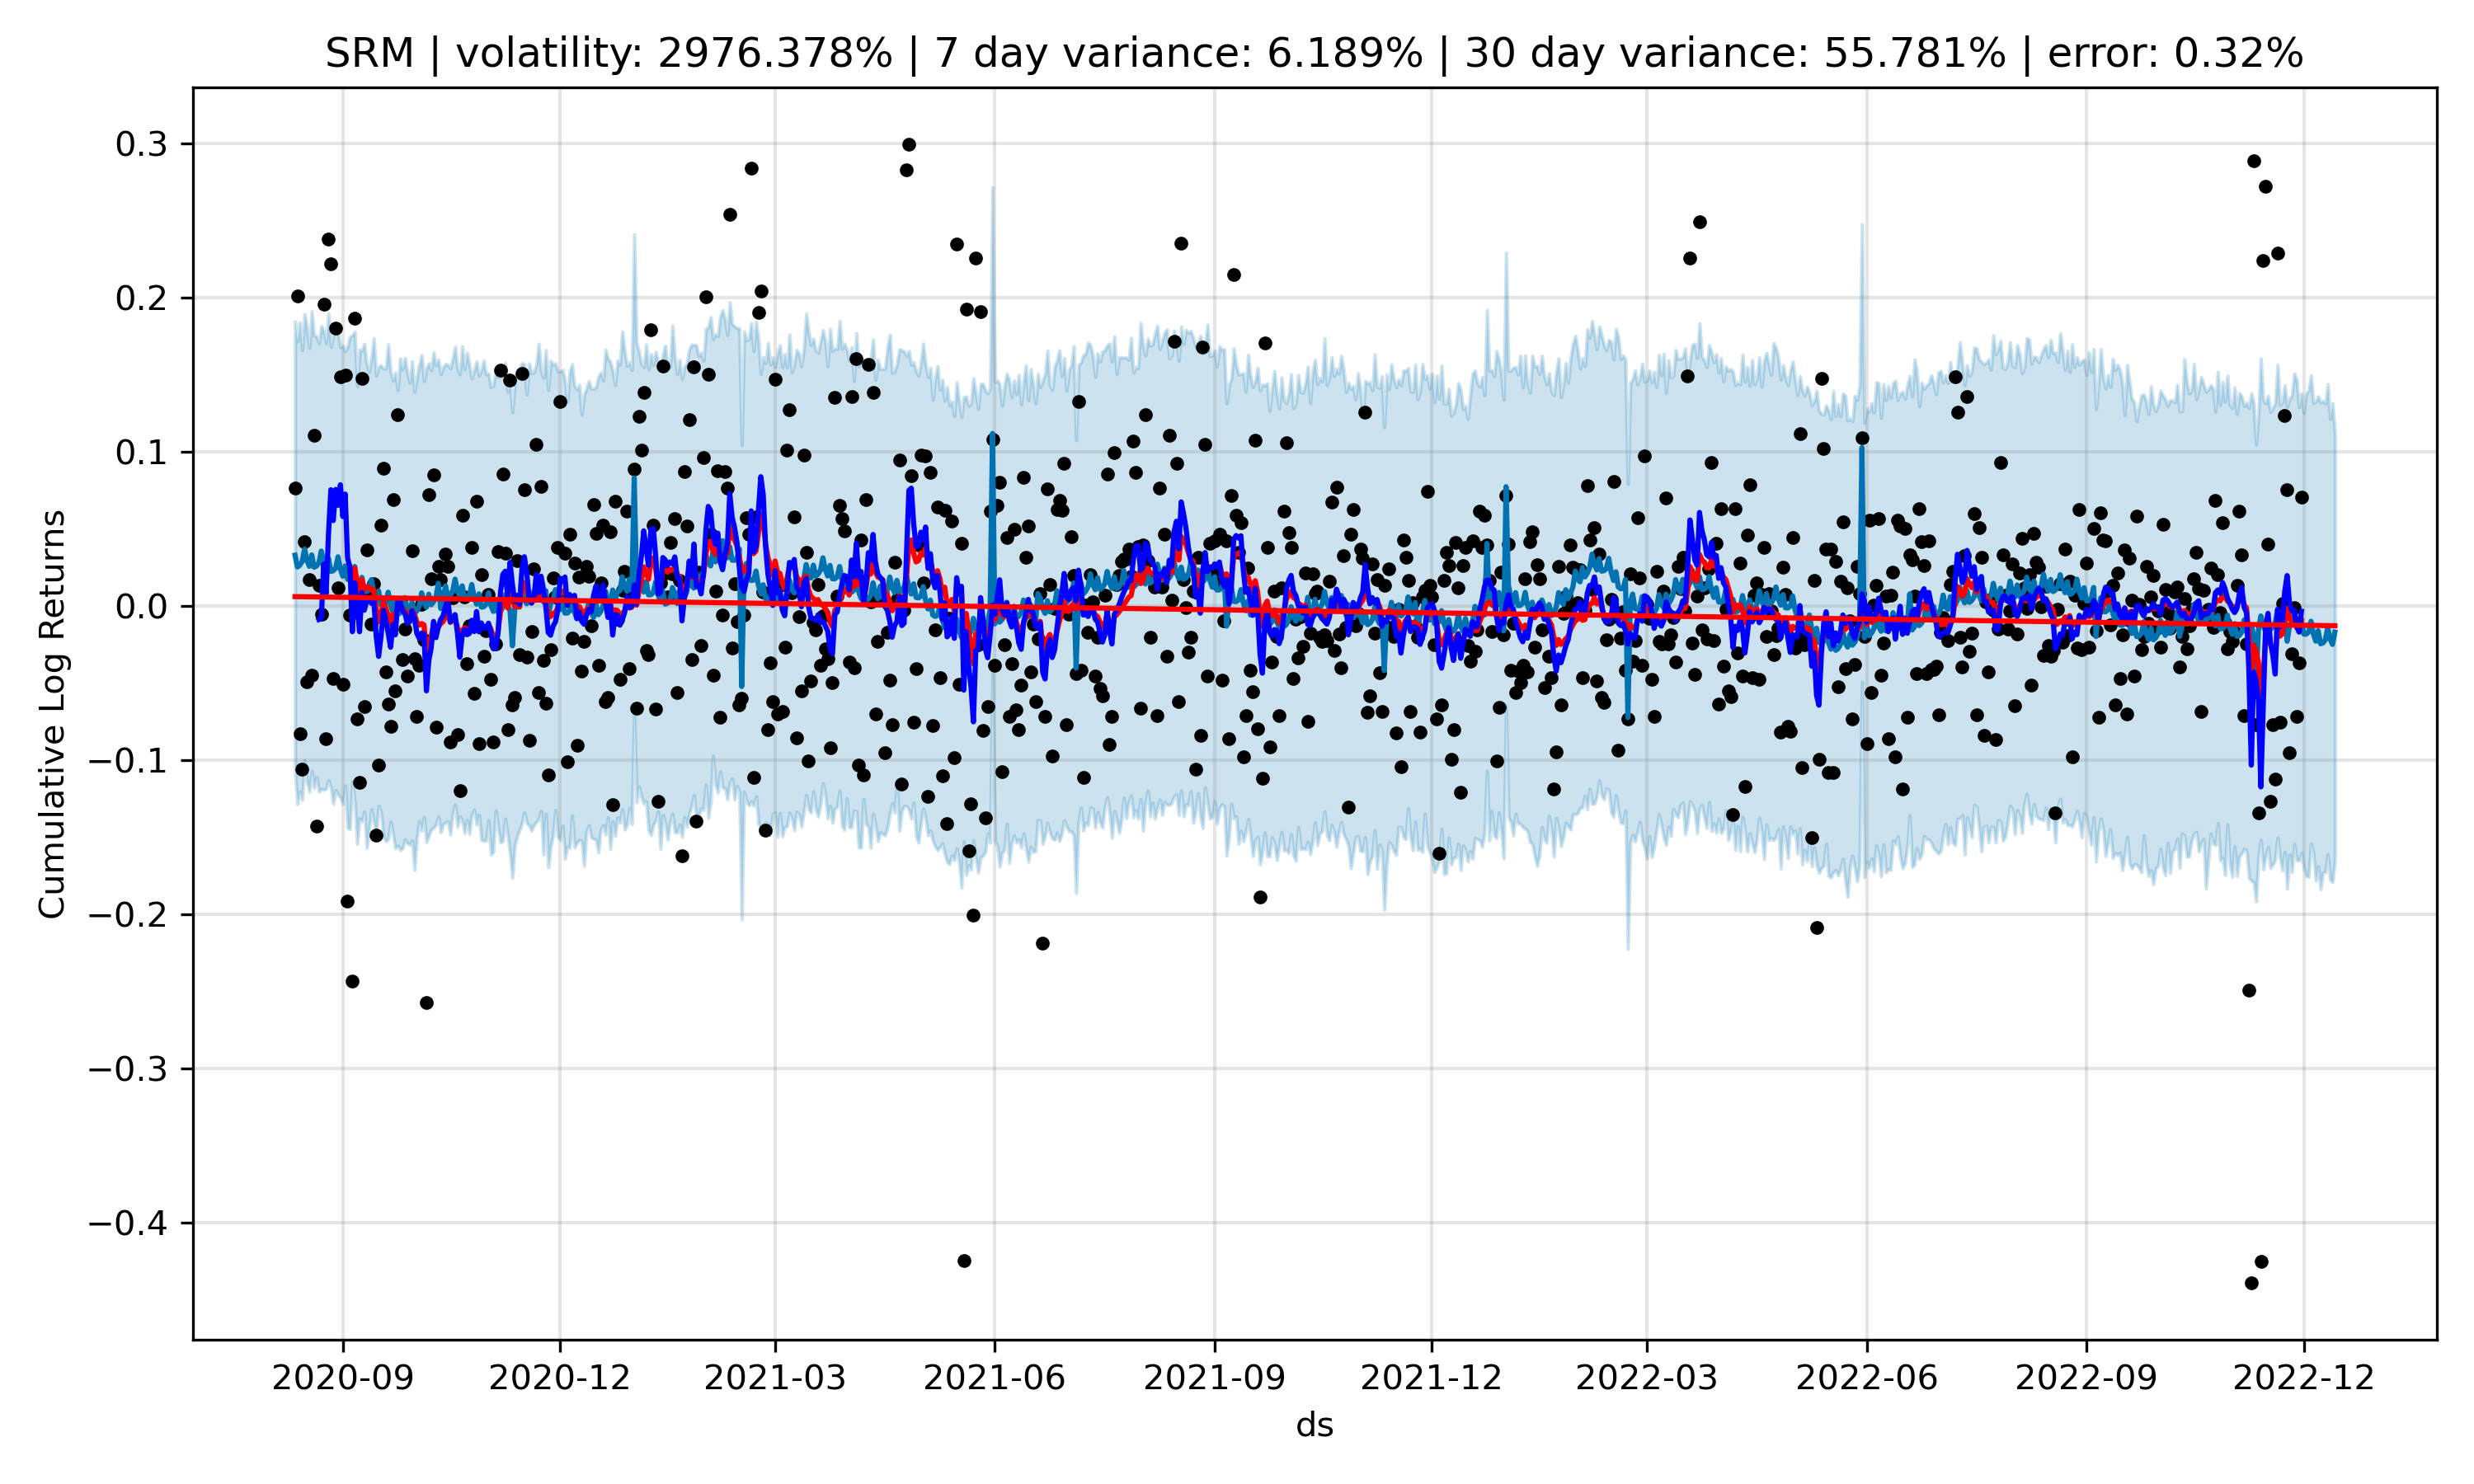 SRM | volatility: 2976.378% | 7 day variance: 6.189% | 30 day variance: 55.781% | error: 0.32%
0.3
0.2
0.1
0.0
−0.1
−0.2
−0.3
−0.4
Cumulative Log Returns
2020-09 2020-12 2021-03 2021-06 2021-09 2021-12 2022-03 2022-06 2022-09 2022-12
ds